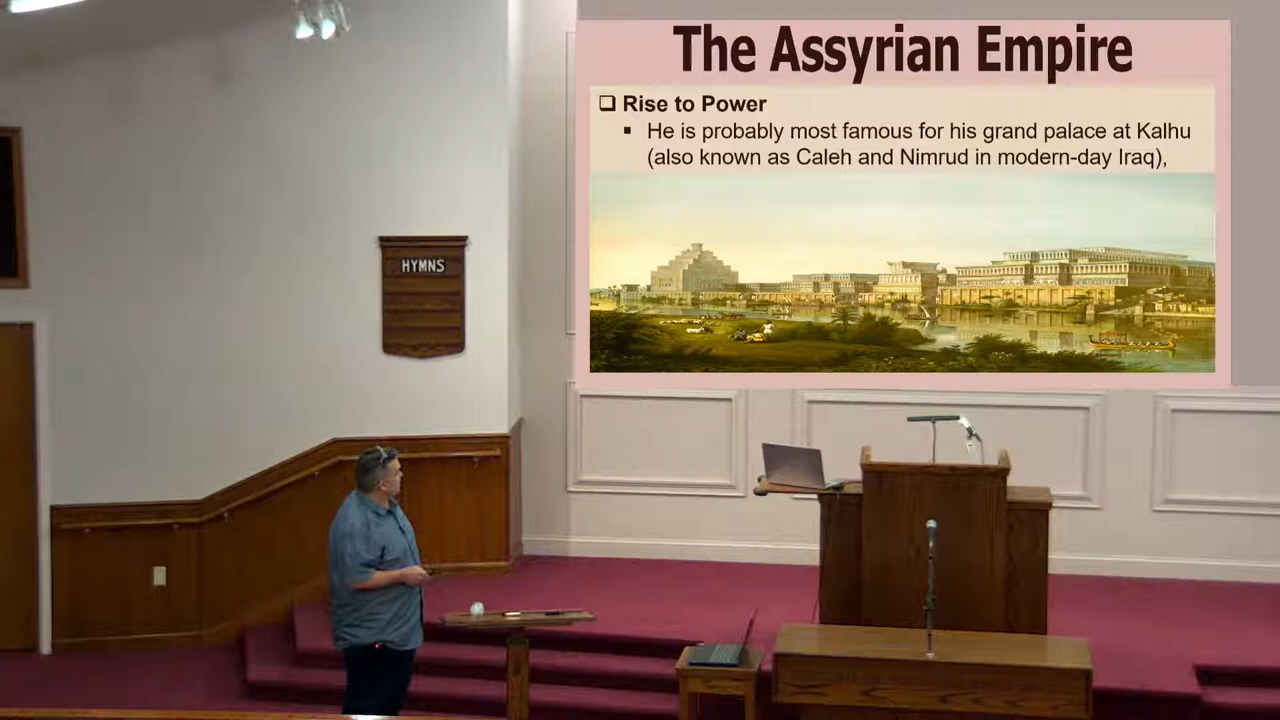 The Assyrian Empire
❑ Rise to Power
▪ He is probably most famous for his grand palace at Kalhu
(also known as Caleh and Nimrud in modern-day Iraq),
HYMNS